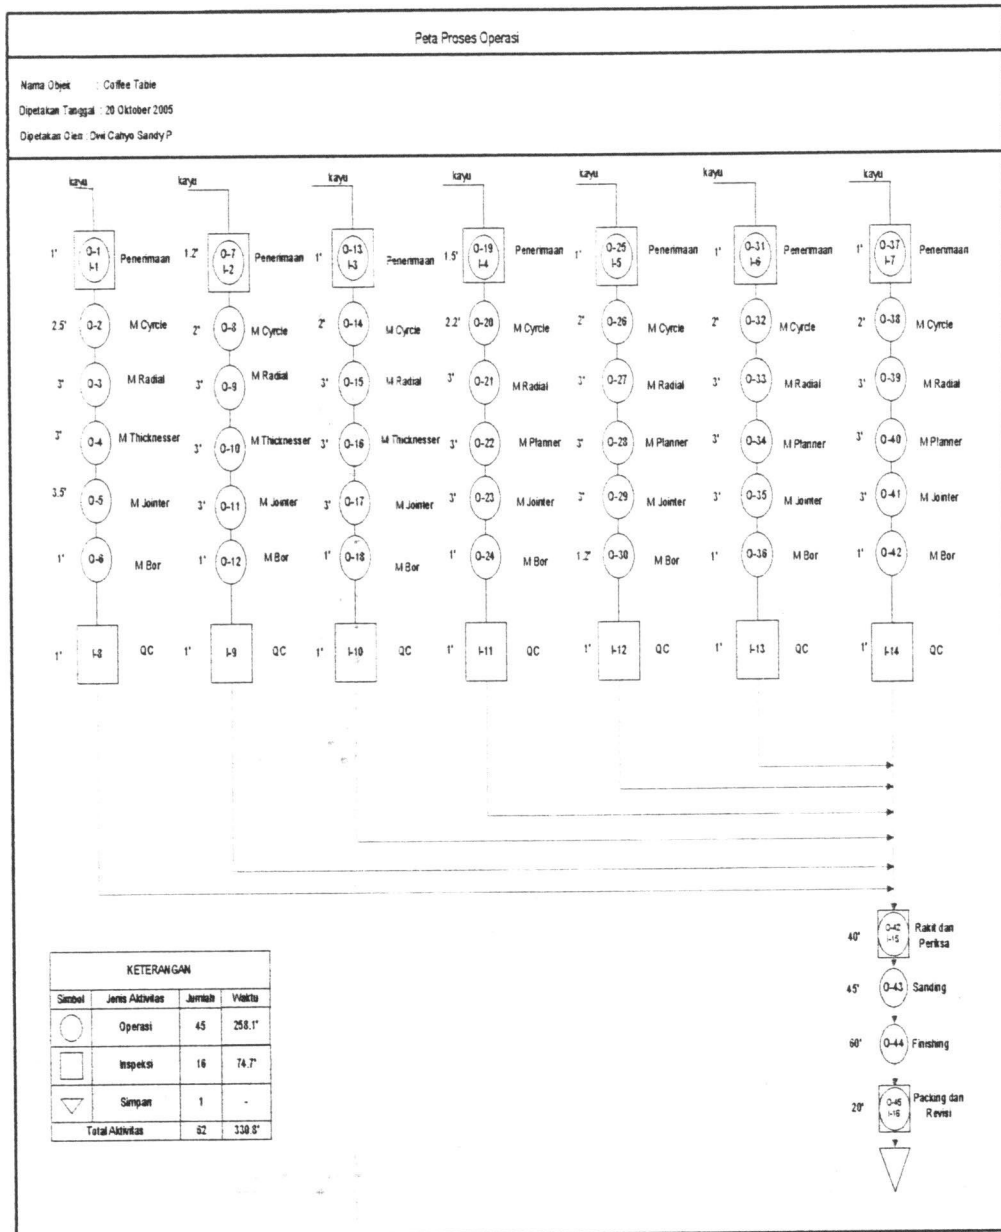 Peta Proses Operasi
Nama Objek : Coffee Table
Dipetakan Tanggal : 20 Oktober 2005
Dipetakan Oleh : Dwi Cahyo Sandy P
kayu kayu kayu kayu kayu kayu kayu
1' O-1 I-1 Penerimaan 1.2' O-7 I-2 Penerimaan 1' O-13 I-3 Penerimaan 1.5' O-19 I-4 Penerimaan 1' O-25 I-5 Penerimaan 1' O-31 I-6 Penerimaan 1' O-37 I-7 Penerimaan
2.5' O-2 M Cyrcle 2' O-8 M Cyrcle 2' O-14 M Cyrcle 2.2' O-20 M Cyrcle 2' O-26 M Cyrcle 2' O-32 M Cyrcle 2' O-38 M Cyrcle
3' O-3 M Radial 3' O-9 M Radial 3' O-15 M Radial 3' O-21 M Radial 3' O-27 M Radial 3' O-33 M Radial 3' O-39 M Radial
3' O-4 M Thicknesser 3' O-10 M Thicknesser 3' O-16 M Thicknesser 3' O-22 M Planner 3' O-28 M Planner 3' O-34 M Planner 3' O-40 M Planner
3.5' O-5 M Jointer 3' O-11 M Jointer 3' O-17 M Jointer 3' O-23 M Jointer 3' O-29 M Jointer 3' O-35 M Jointer 3' O-41 M Jointer
1' O-6 M Bor 1' O-12 M Bor 1' O-18 M Bor 1' O-24 M Bor 1.2' O-30 M Bor 1' O-36 M Bor 1' O-42 M Bor
1' I-8 QC 1' I-9 QC 1' I-10 QC 1' I-11 QC 1' I-12 QC 1' I-13 QC 1' I-14 QC
40' O-42 I-15 Rakit dan Periksa
45' O-43 Sanding
60' O-44 Finishing
20' O-45 I-16 Packing dan Revisi
KETERANGAN
Simbol Jenis Aktivitas Jumlah Waktu
Operasi 45 258.1'
Inspeksi 16 74.7'
Simpan 1 -
Total Aktivitas 62 330.8'